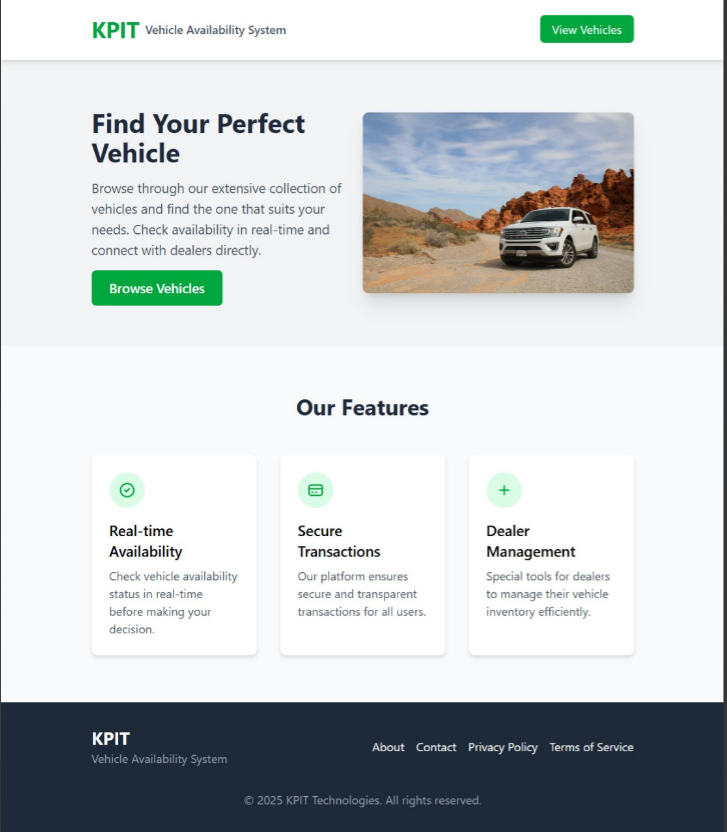 KPIT Vehicle Availability System
View Vehicles
Find Your Perfect
Vehicle
Browse through our extensive collection of
vehicles and find the one that suits your
needs. Check availability in real-time and
connect with dealers directly.
Browse Vehicles
Our Features
Real-time
Availability
Check vehicle availability
status in real-time
before making your
decision.
Secure
Transactions
Our platform ensures
secure and transparent
transactions for all users.
Dealer
Management
Special tools for dealers
to manage their vehicle
inventory efficiently.
KPIT
Vehicle Availability System
About Contact Privacy Policy Terms of Service
© 2025 KPIT Technologies. All rights reserved.